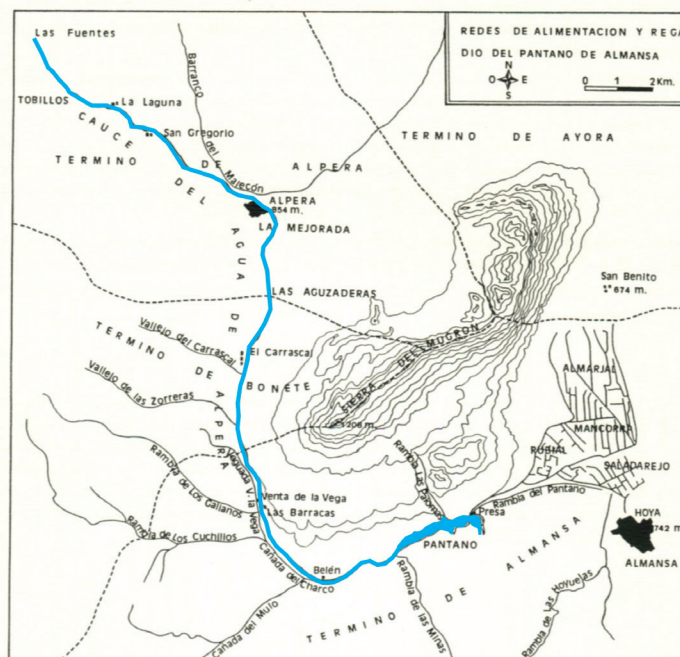 REDES DE ALIMENTACION Y REGA
DIO DEL PANTANO DE ALMANSA
N
O E
S
0 1 2Km.
Las Fuentes
TOBILLOS
La Laguna
San Gregorio
Barranco del Malecón
CAUCE DEL AGUA DE
TERMINO DE ALPERA
TERMINO DE AYORA
ALPERA
854 m.
LA MEJORADA
LAS AGUZADERAS
San Benito
674 m.
Vallejo del Carrascal
El Carrascal
TERMINO DE ALPERA
BONETE
SIERRA DEL MUGRON
Vallejo de las Zorreras
ALMARJAL
MANCORRA
RUBIAL
SALADAREJO
Rambla de Los Galianos
Venta de la Vega
Las Barracas
Rambla del Pantano
Presa
HOYA
742 m
ALMANSA
Rambla de Los Cuchillos
PANTANO
Cañada del Charco
Belén
Cañada del Mulo
TERMINO DE ALMANSA
Rambla de las Minas
Rambla de Las Hoyuelas